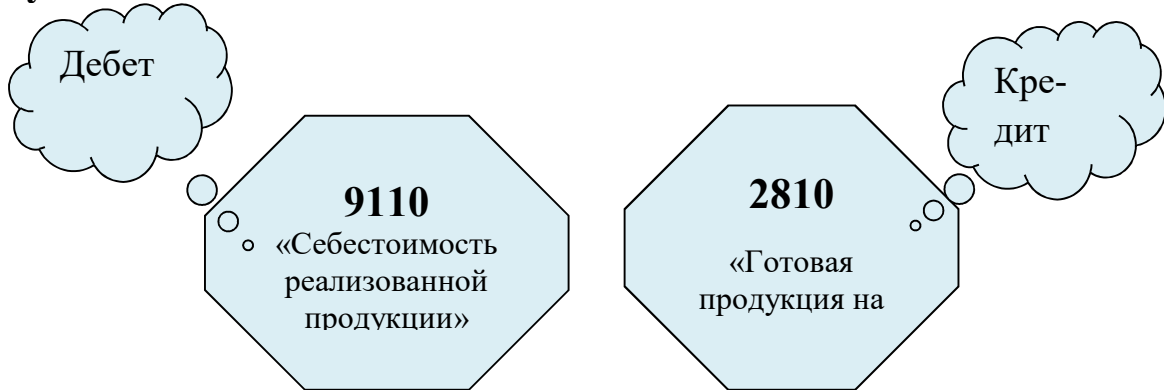 Дебет
Кре-
дит
9110
«Себестоимость
реализованной
продукции»
2810
«Готовая
продукция на